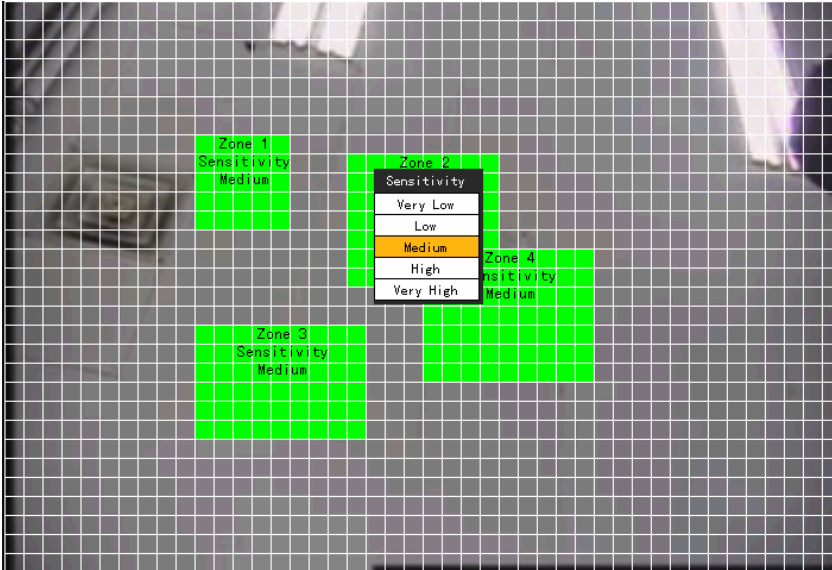 Zone 1
Sensitivity
Medium
Zone 2
Sensitivity
Very Low
Low
Medium
High
Very High
Zone 4
nsitivity
Medium
Zone 3
Sensitivity
Medium